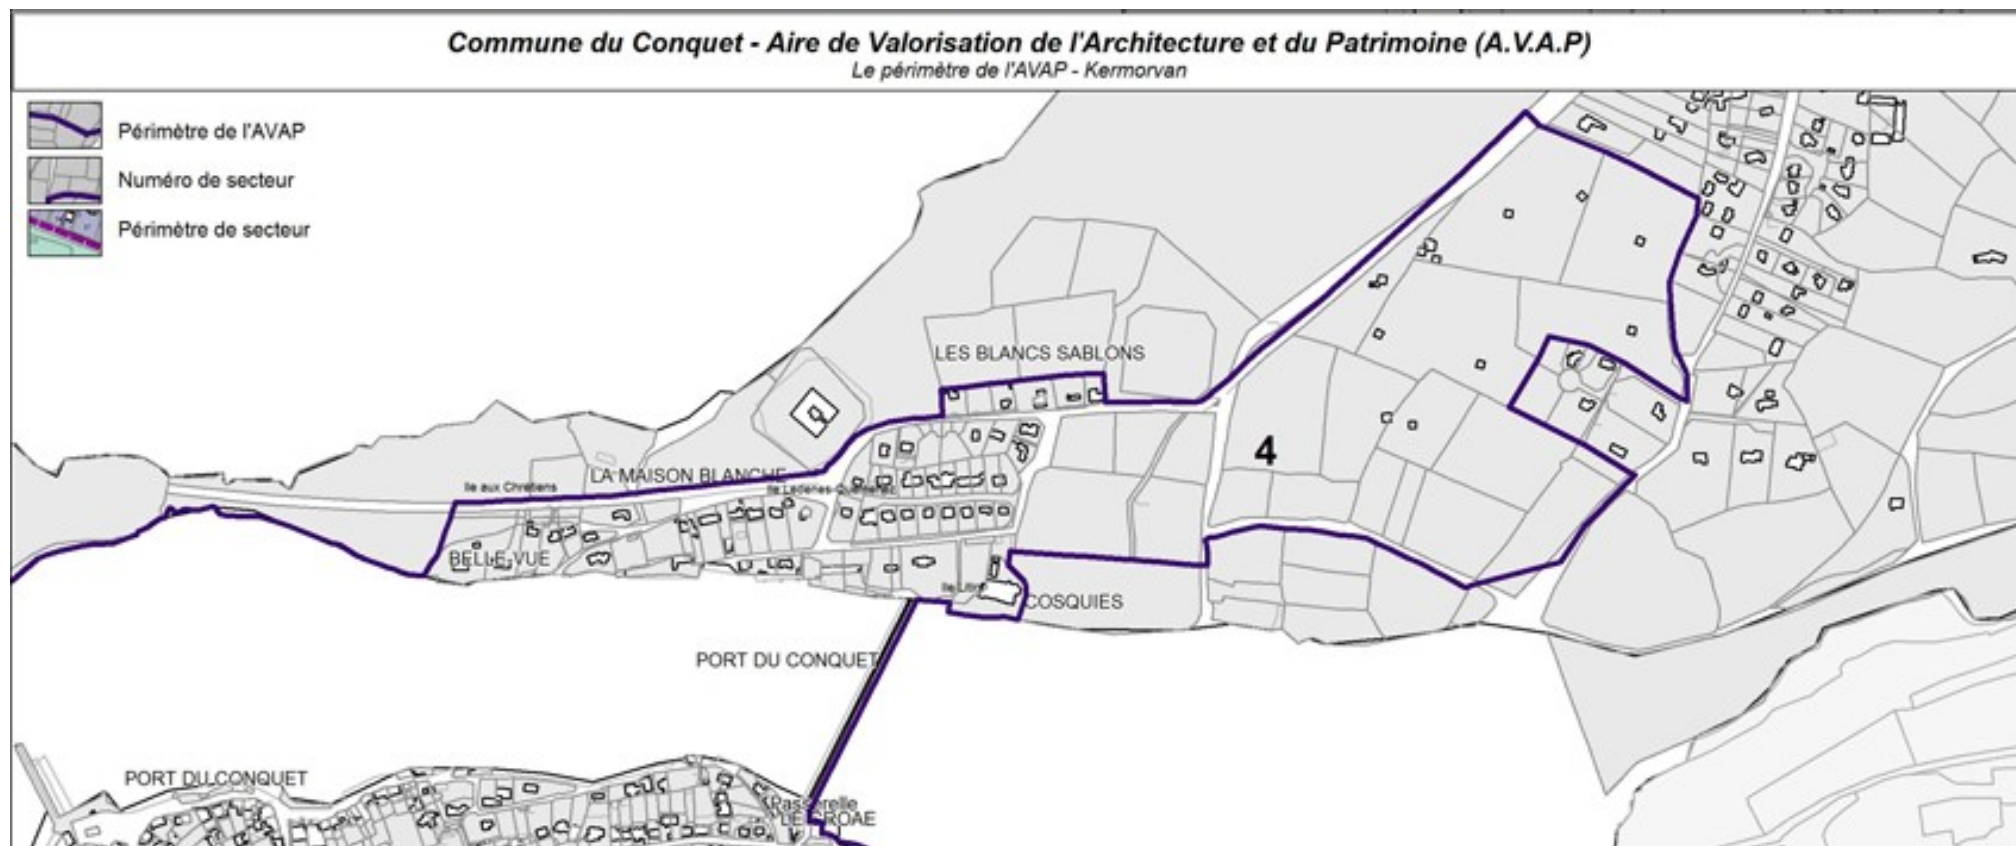 Commune du Conquet - Aire de Valorisation de l'Architecture et du Patrimoine (A.V.A.P)
Le périmètre de l'AVAP - Kermorvan
Périmètre de l'AVAP
Numéro de secteur
Périmètre de secteur
LES BLANCS SABLONS
4
LA MAISON BLANCHE
Ile aux Chrétiens
BELLE VUE
COSQUIES
PORT DU CONQUET
PORT DU CONQUET
Passerelle